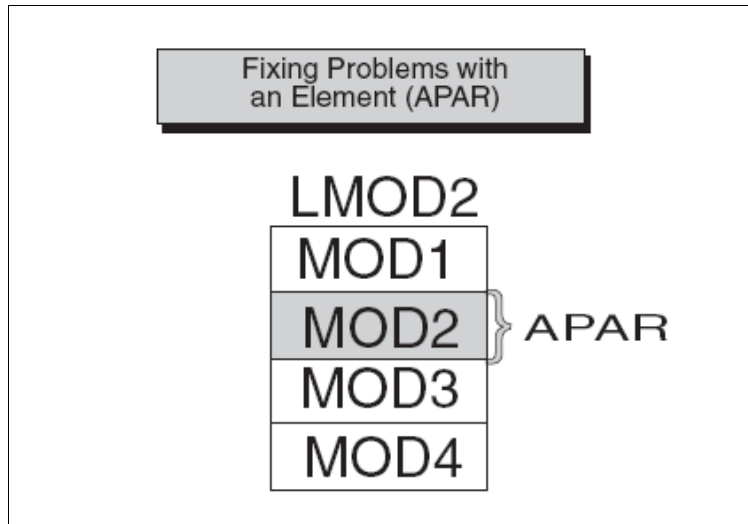 Fixing Problems with
an Element (APAR)
LMOD2
MOD1
MOD2
APAR
MOD3
MOD4